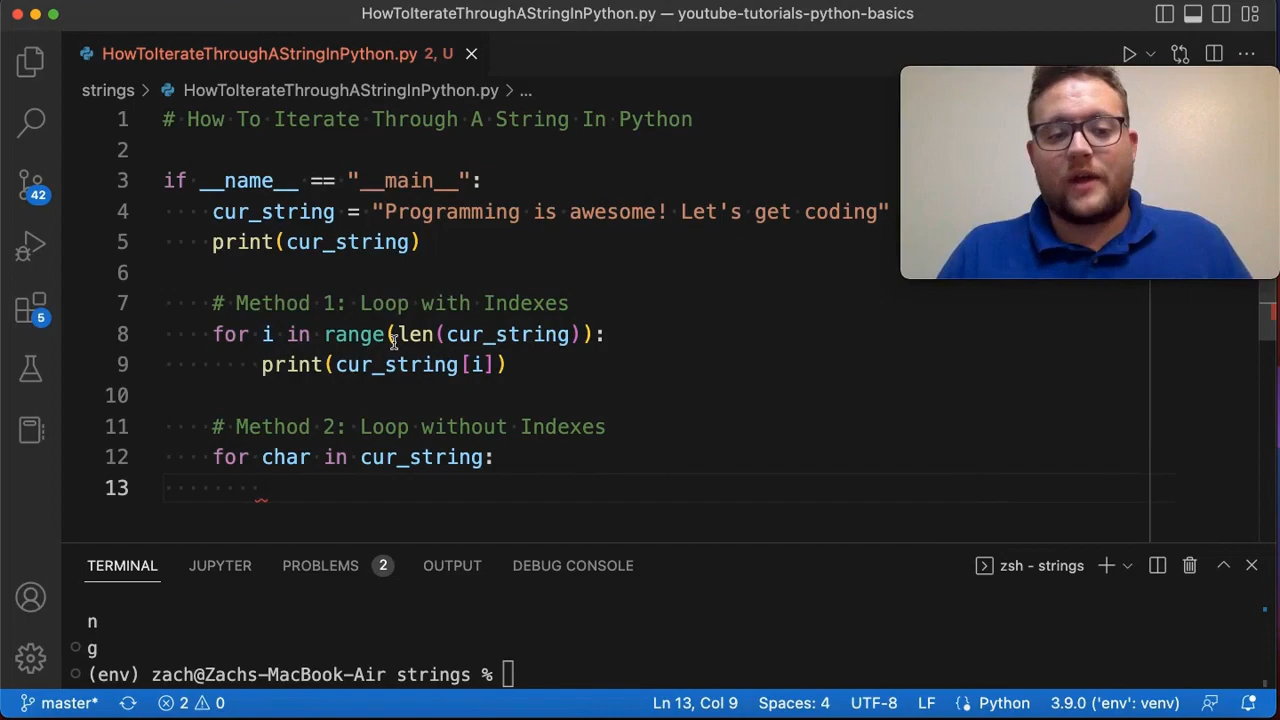 HowToIterateThroughAStringInPython.py — youtube-tutorials-python-basics
HowToIterateThroughAStringInPython.py 2, U
strings > HowToIterateThroughAStringInPython.py > ...
1 # How To Iterate Through A String In Python
2
3 if __name__ == "__main__":
4 cur_string = "Programming is awesome! Let's get coding"
5 print(cur_string)
6
7 # Method 1: Loop with Indexes
8 for i in range(len(cur_string)):
9 print(cur_string[i])
10
11 # Method 2: Loop without Indexes
12 for char in cur_string:
13
42
5
TERMINAL JUPYTER PROBLEMS 2 OUTPUT DEBUG CONSOLE zsh - strings
n
g
(env) zach@Zachs-MacBook-Air strings %
master* 2 0 Ln 13, Col 9 Spaces: 4 UTF-8 LF Python 3.9.0 ('env': venv)